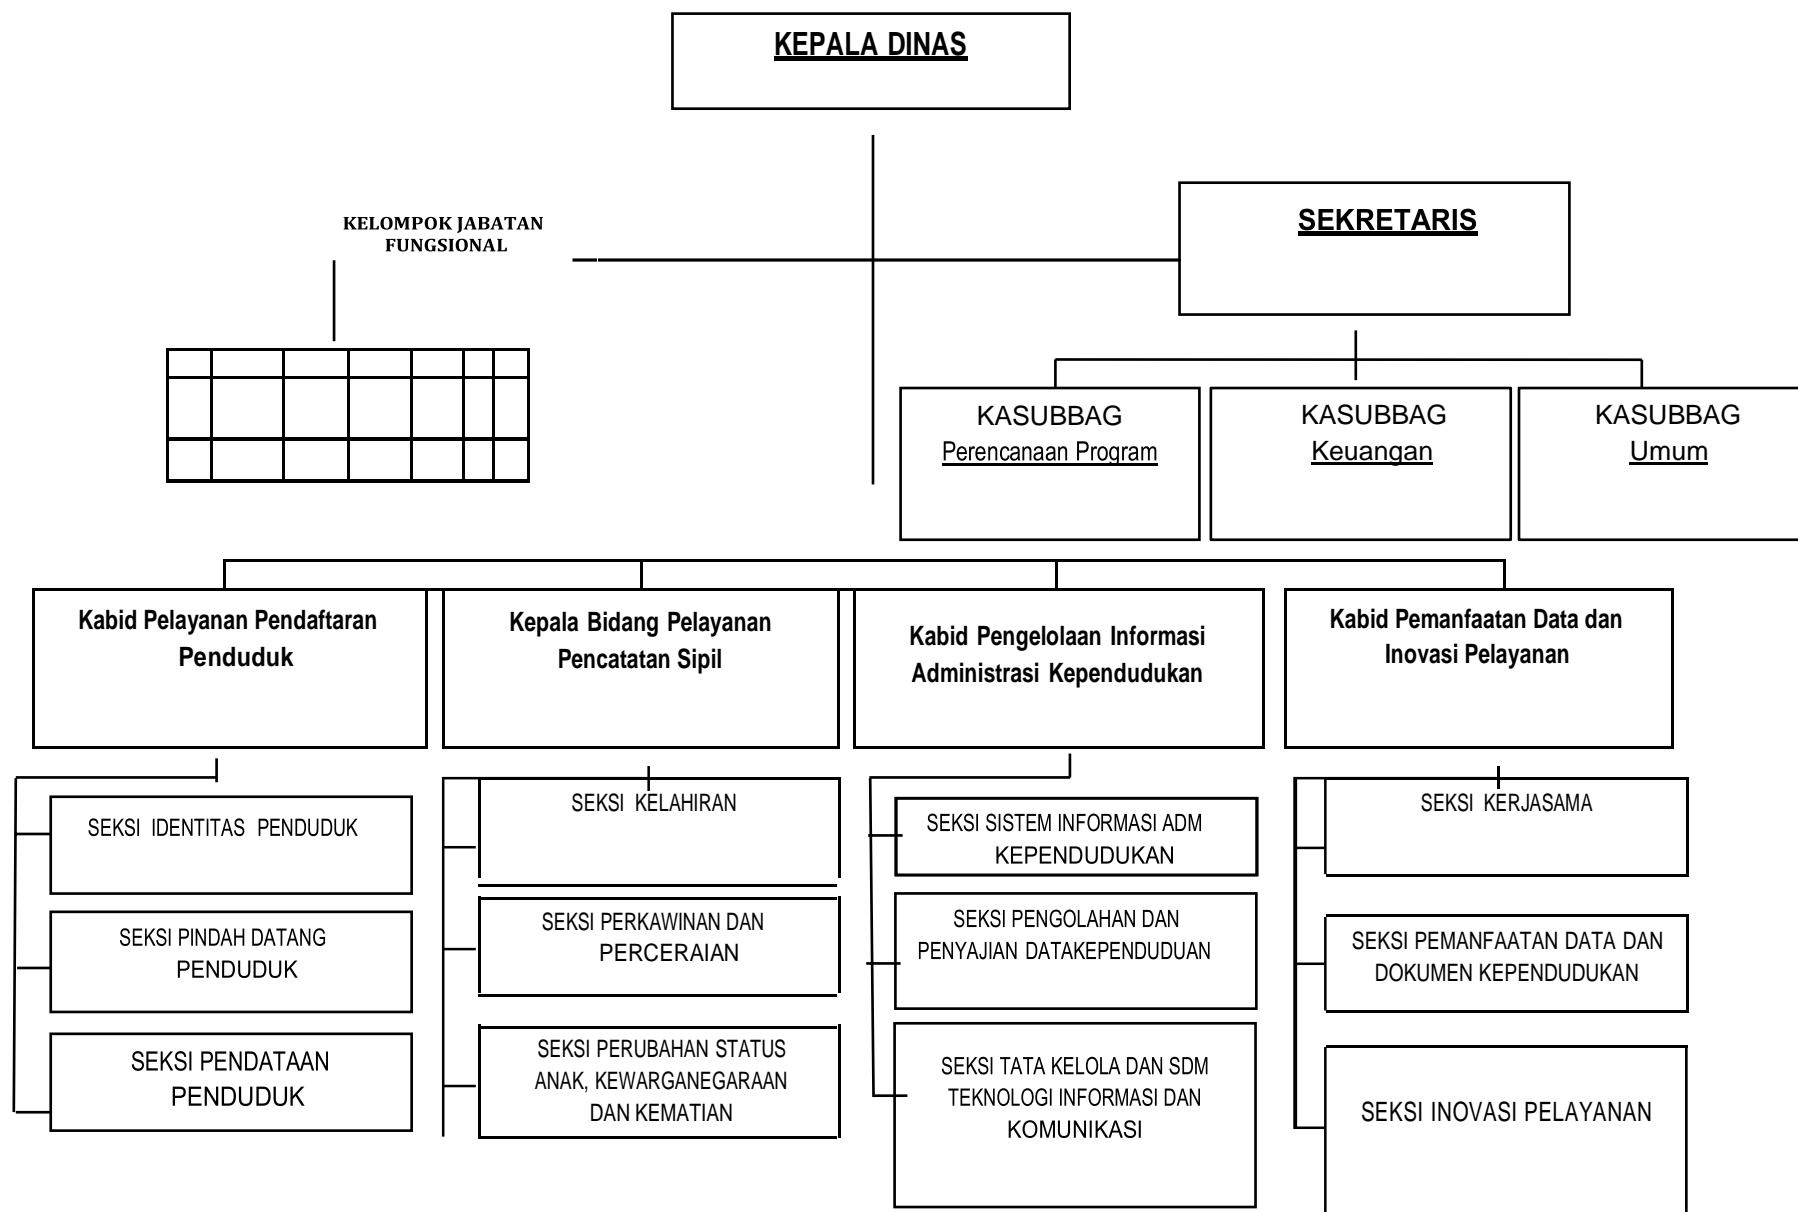 KEPALA DINAS
KELOMPOK JABATAN
FUNGSIONAL
SEKRETARIS
KASUBBAG
Perencanaan Program
KASUBBAG
Keuangan
KASUBBAG
Umum
Kabid Pelayanan Pendaftaran
Penduduk
Kepala Bidang Pelayanan
Pencatatan Sipil
Kabid Pengelolaan Informasi
Administrasi Kependudukan
Kabid Pemanfaatan Data dan
Inovasi Pelayanan
SEKSI IDENTITAS PENDUDUK
SEKSI PINDAH DATANG
PENDUDUK
SEKSI PENDATAAN
PENDUDUK
SEKSI KELAHIRAN
SEKSI PERKAWINAN DAN
PERCERAIAN
SEKSI PERUBAHAN STATUS
ANAK, KEWARGANEGARAAN
DAN KEMATIAN
SEKSI SISTEM INFORMASI ADM
KEPENDUDUKAN
SEKSI PENGOLAHAN DAN
PENYAJIAN DATAKEPENDUDUAN
SEKSI TATA KELOLA DAN SDM
TEKNOLOGI INFORMASI DAN
KOMUNIKASI
SEKSI KERJASAMA
SEKSI PEMANFAATAN DATA DAN
DOKUMEN KEPENDUDUKAN
SEKSI INOVASI PELAYANAN